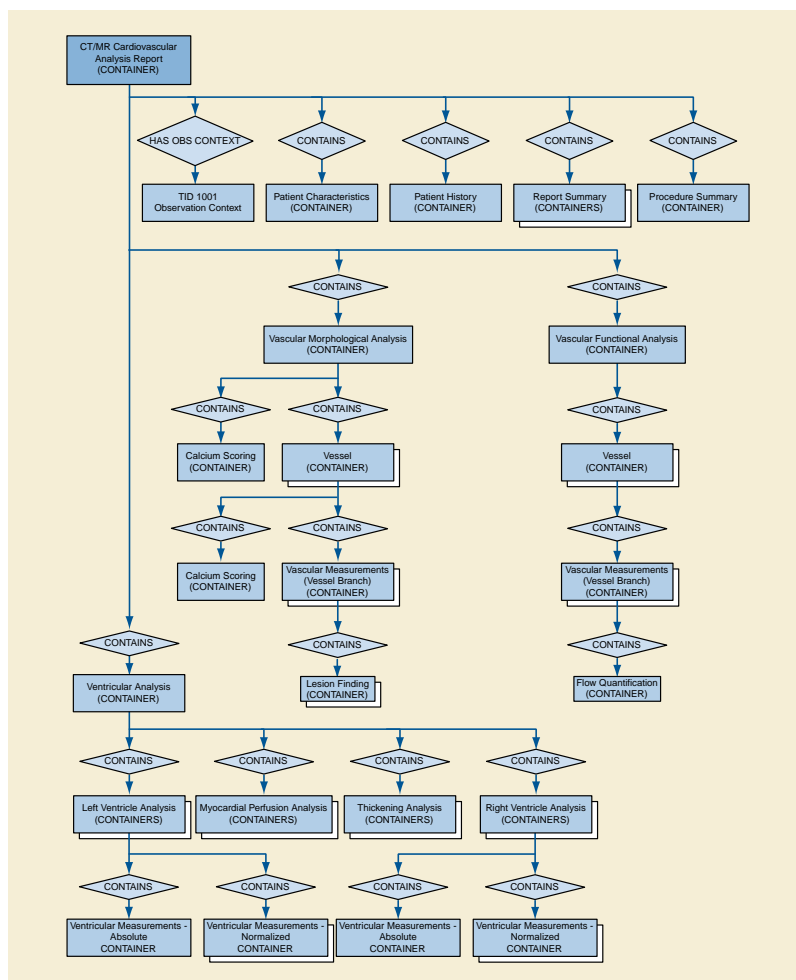 CT/MR Cardiovascular
Analysis Report
(CONTAINER)
HAS OBS CONTEXT
CONTAINS
CONTAINS
CONTAINS
CONTAINS
TID 1001
Observation Context
Patient Characteristics
(CONTAINER)
Patient History
(CONTAINER)
Report Summary
(CONTAINERS)
Procedure Summary
(CONTAINER)
CONTAINS
CONTAINS
Vascular Morphological Analysis
(CONTAINER)
Vascular Functional Analysis
(CONTAINER)
CONTAINS
CONTAINS
CONTAINS
Calcium Scoring
(CONTAINER)
Vessel
(CONTAINER)
Vessel
(CONTAINER)
CONTAINS
CONTAINS
CONTAINS
Calcium Scoring
(CONTAINER)
Vascular Measurements
(Vessel Branch)
(CONTAINER)
Vascular Measurements
(Vessel Branch)
(CONTAINER)
CONTAINS
CONTAINS
CONTAINS
Ventricular Analysis
(CONTAINER)
Lesion Finding
(CONTAINER)
Flow Quantification
(CONTAINER)
CONTAINS
CONTAINS
CONTAINS
CONTAINS
Left Ventricle Analysis
(CONTAINERS)
Myocardial Perfusion Analysis
(CONTAINERS)
Thickening Analysis
(CONTAINERS)
Right Ventricle Analysis
(CONTAINERS)
CONTAINS
CONTAINS
CONTAINS
CONTAINS
Ventricular Measurements -
Absolute
CONTAINER
Ventricular Measurements -
Normalized
CONTAINER
Ventricular Measurements -
Absolute
CONTAINER
Ventricular Measurements -
Normalized
CONTAINER